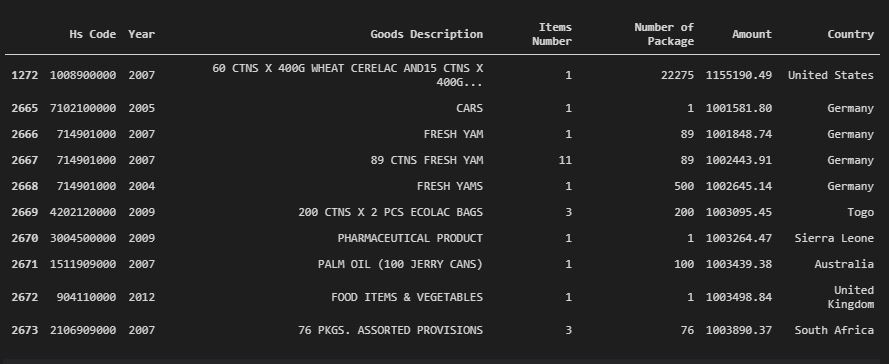 Hs Code Year Goods Description Items Number Number of Package Amount Country
1272 1008900000 2007 60 CTNS X 400G WHEAT CERELAC AND15 CTNS X 400G... 1 22275 1155190.49 United States
2665 7102100000 2005 CARS 1 1 1001581.80 Germany
2666 714901000 2007 FRESH YAM 1 89 1001848.74 Germany
2667 714901000 2007 89 CTNS FRESH YAM 11 89 1002443.91 Germany
2668 714901000 2004 FRESH YAMS 1 500 1002645.14 Germany
2669 4202120000 2009 200 CTNS X 2 PCS ECOLAC BAGS 3 200 1003095.45 Togo
2670 3004500000 2009 PHARMACEUTICAL PRODUCT 1 1 1003264.47 Sierra Leone
2671 1511909000 2007 PALM OIL (100 JERRY CANS) 1 100 1003439.38 Australia
2672 904110000 2012 FOOD ITEMS & VEGETABLES 1 1 1003498.84 United Kingdom
2673 2106909000 2007 76 PKGS. ASSORTED PROVISIONS 3 76 1003890.37 South Africa